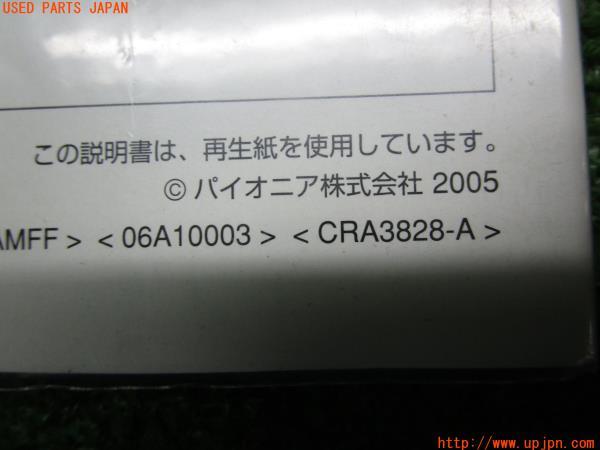 USED PARTS JAPAN
この説明書は、再生紙を使用しています。
© パイオニア株式会社 2005
AMFF > < 06A10003 > < CRA3828-A >
http://www.upjpn.com